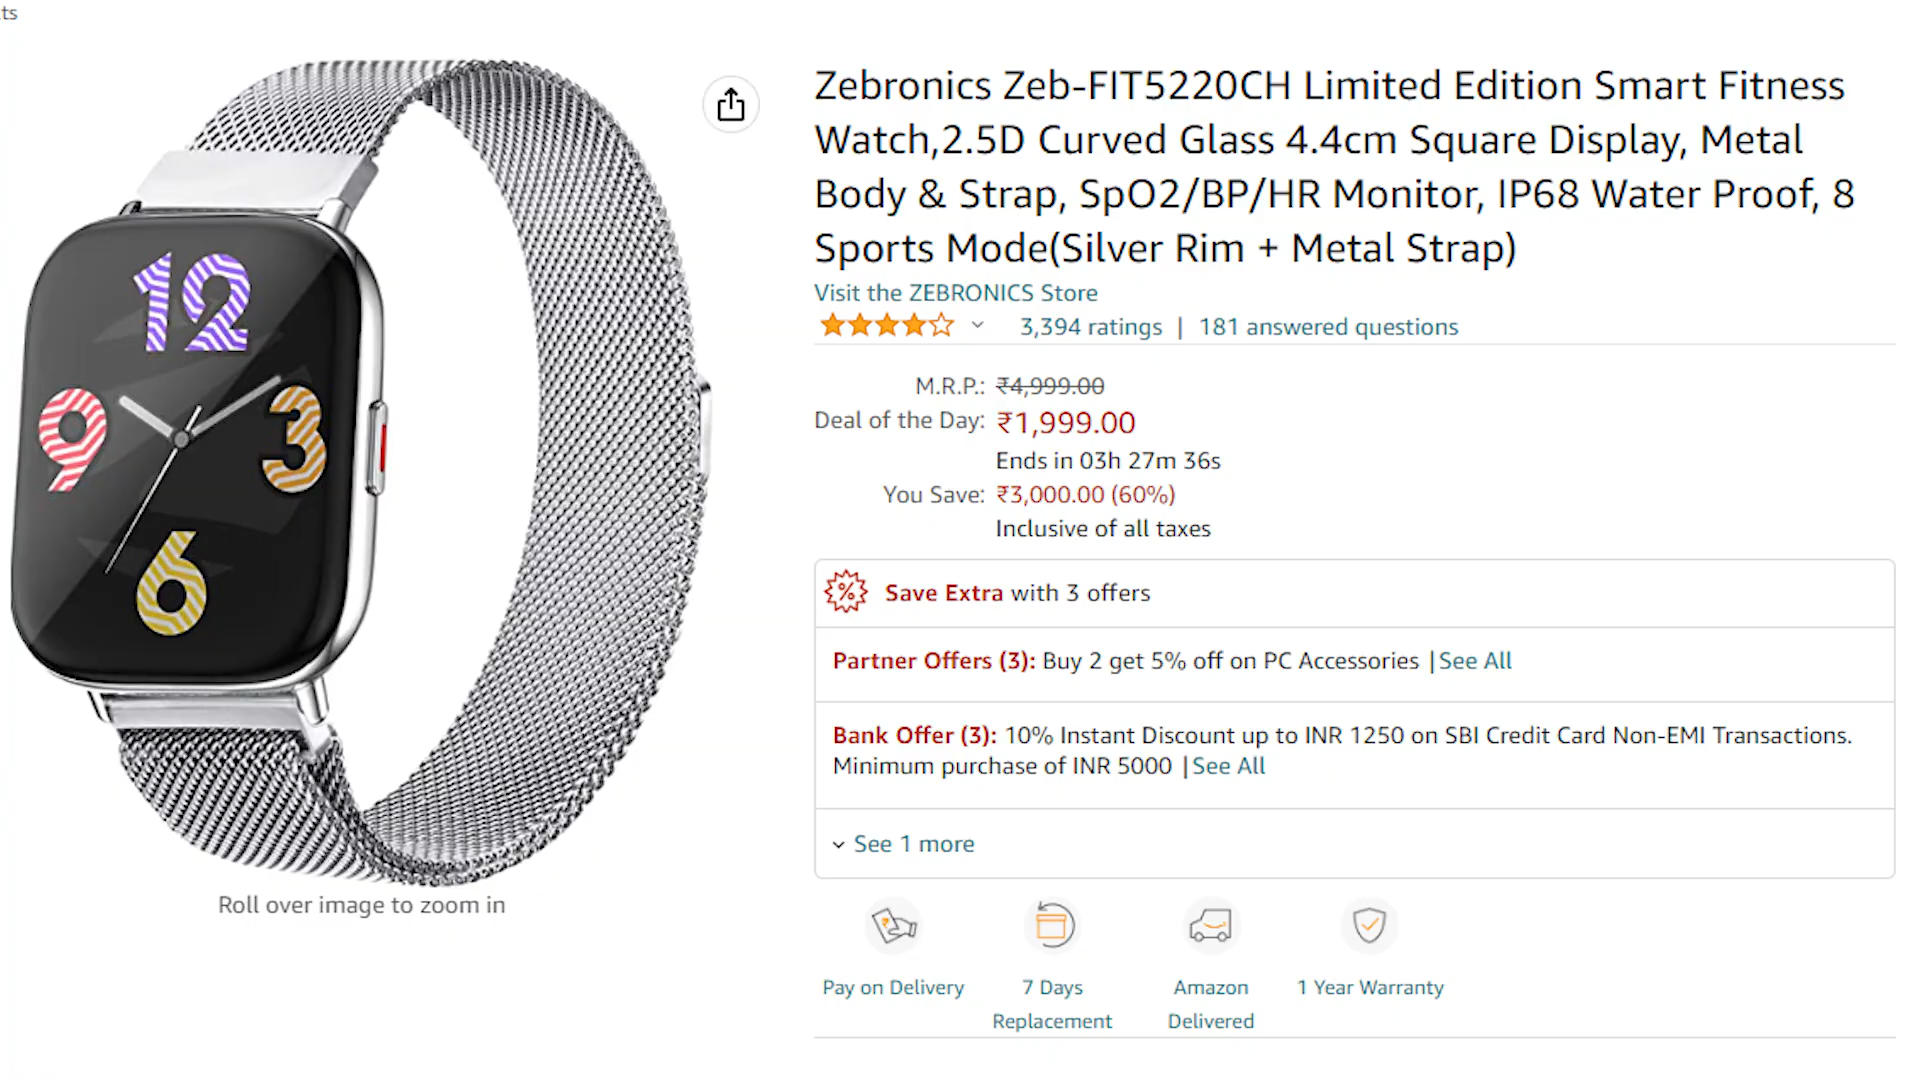 ts
12
9
3
6
Roll over image to zoom in
Zebronics Zeb-FIT5220CH Limited Edition Smart Fitness
Watch,2.5D Curved Glass 4.4cm Square Display, Metal
Body & Strap, SpO2/BP/HR Monitor, IP68 Water Proof, 8
Sports Mode(Silver Rim + Metal Strap)
Visit the ZEBRONICS Store
3,394 ratings | 181 answered questions
M.R.P.: ₹4,999.00
Deal of the Day: ₹1,999.00
Ends in 03h 27m 36s
You Save: ₹3,000.00 (60%)
Inclusive of all taxes
% Save Extra with 3 offers
Partner Offers (3): Buy 2 get 5% off on PC Accessories |See All
Bank Offer (3): 10% Instant Discount up to INR 1250 on SBI Credit Card Non-EMI Transactions.
Minimum purchase of INR 5000 |See All
See 1 more
Pay on Delivery
7 Days
Replacement
Amazon
Delivered
1 Year Warranty